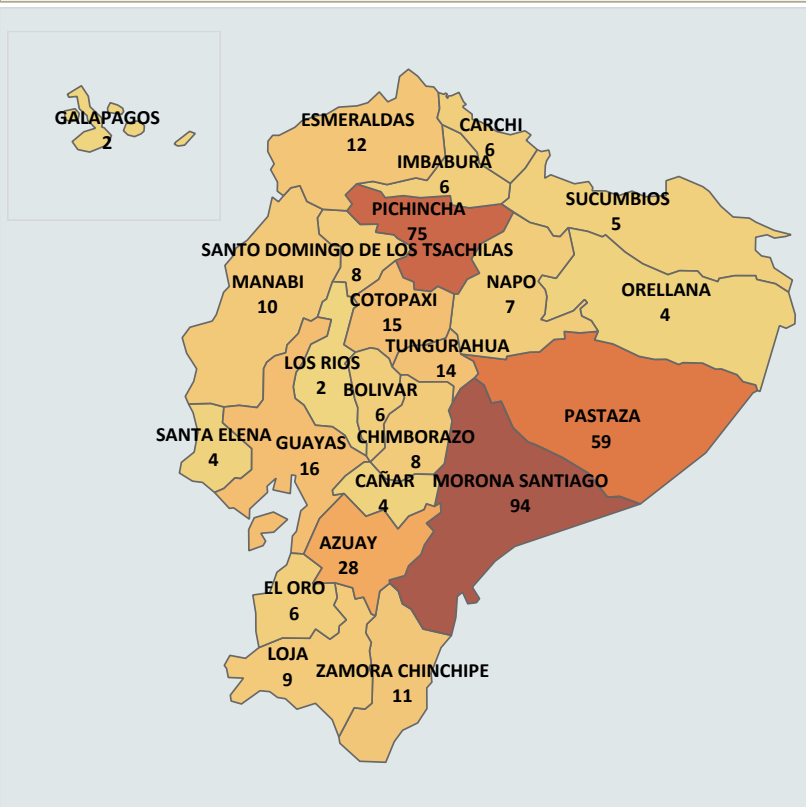 GALAPAGOS
2
ESMERALDAS
12
CARCHI
6
IMBABURA
6
SUCUMBIOS
5
PICHINCHA
75
SANTO DOMINGO DE LOS TSACHILAS
8
MANABI
10
NAPO
7
ORELLANA
4
COTOPAXI
15
TUNGURAHUA
14
LOS RIOS
2
BOLIVAR
6
PASTAZA
59
SANTA ELENA
4
GUAYAS
16
CHIMBORAZO
8
CAÑAR
4
MORONA SANTIAGO
94
AZUAY
28
EL ORO
6
LOJA
9
ZAMORA CHINCHIPE
11